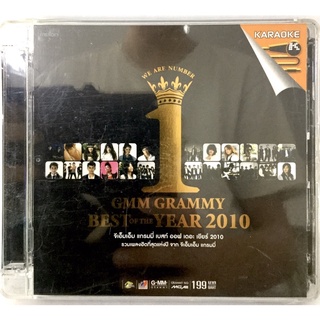 KARAOKE
WE ARE NUMBER
1
GMM GRAMMY
BEST OF THE YEAR 2010
จีเอ็มเอ็ม แกรมมี่ เบสท์ ออฟ เดอะ เยียร์ 2010
รวมเพลงฮิตที่สุดแห่งปี จาก จีเอ็มเอ็ม แกรมมี่
G-MM
199